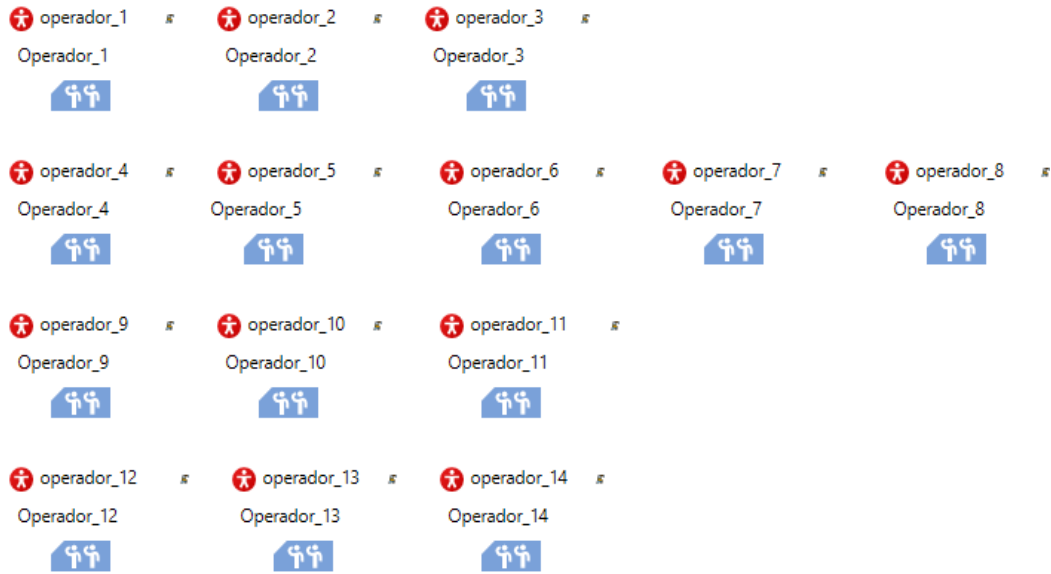 operador_1 operador_2 operador_3
Operador_1 Operador_2 Operador_3
operador_4 operador_5 operador_6 operador_7 operador_8
Operador_4 Operador_5 Operador_6 Operador_7 Operador_8
operador_9 operador_10 operador_11
Operador_9 Operador_10 Operador_11
operador_12 operador_13 operador_14
Operador_12 Operador_13 Operador_14